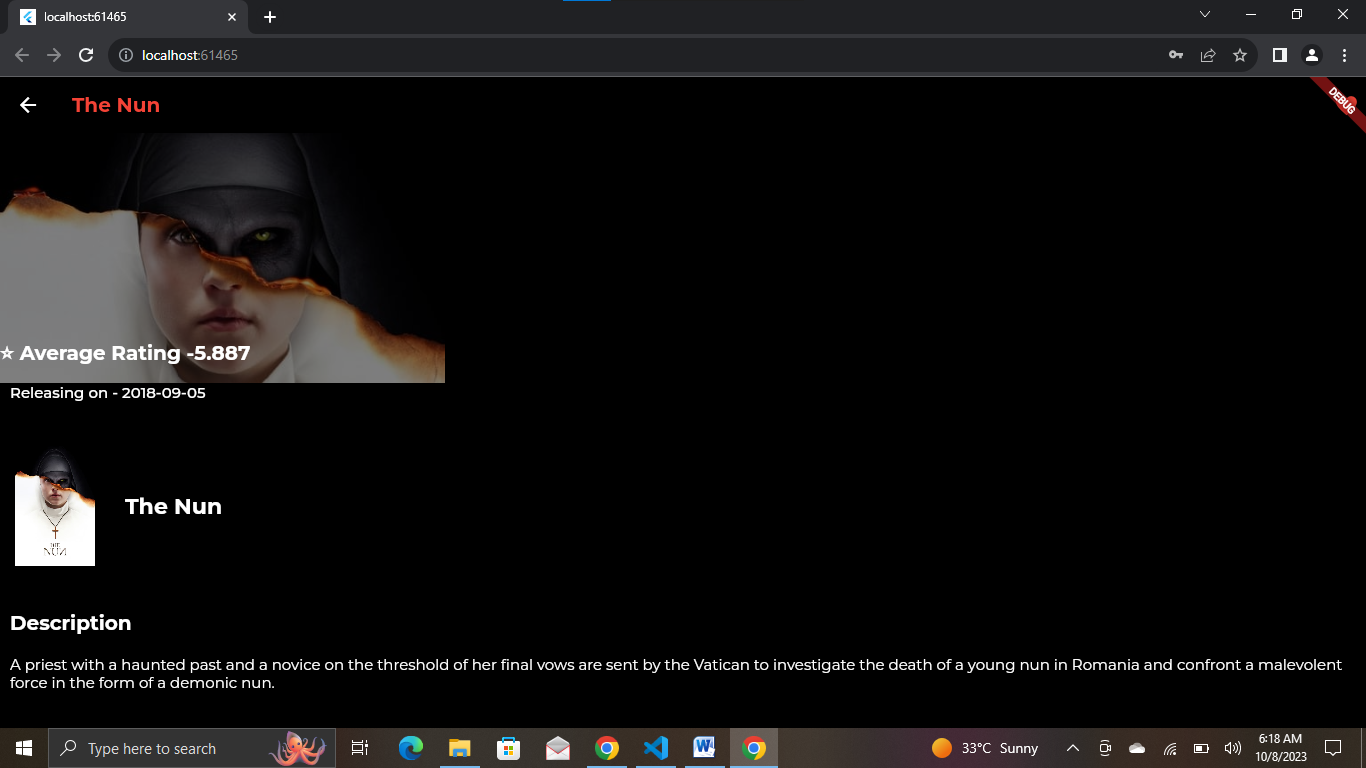 localhost:61465
localhost:61465
The Nun
DEBUG
⭐ Average Rating -5.887
Releasing on - 2018-09-05
THE
NUN
The Nun
Description
A priest with a haunted past and a novice on the threshold of her final vows are sent by the Vatican to investigate the death of a young nun in Romania and confront a malevolent
force in the form of a demonic nun.
Type here to search
W
33°C Sunny
6:18 AM
10/8/2023